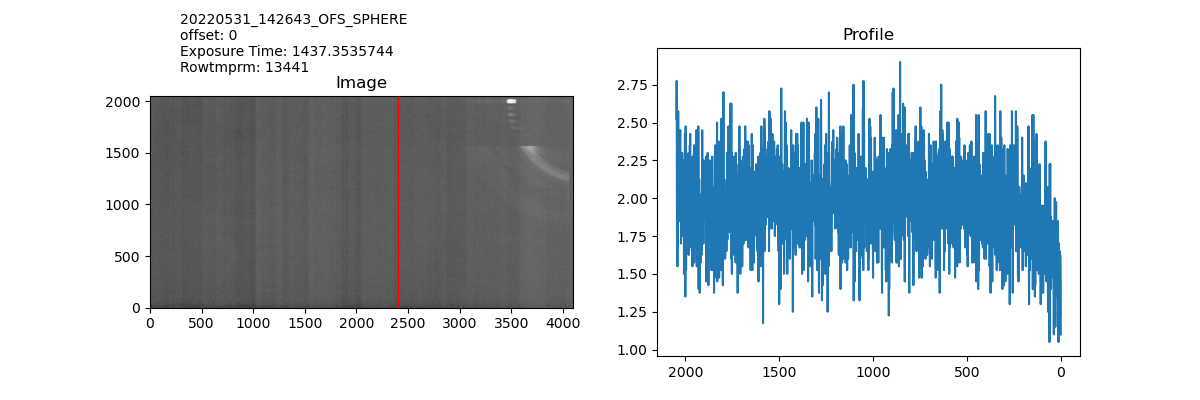 20220531_142643_OFS_SPHERE
offset: 0
Exposure Time: 1437.3535744
Rowtmprm: 13441
Image
2000
1500
1000
500
0
0 500 1000 1500 2000 2500 3000 3500 4000
Profile
2.75
2.50
2.25
2.00
1.75
1.50
1.25
1.00
2000 1500 1000 500 0